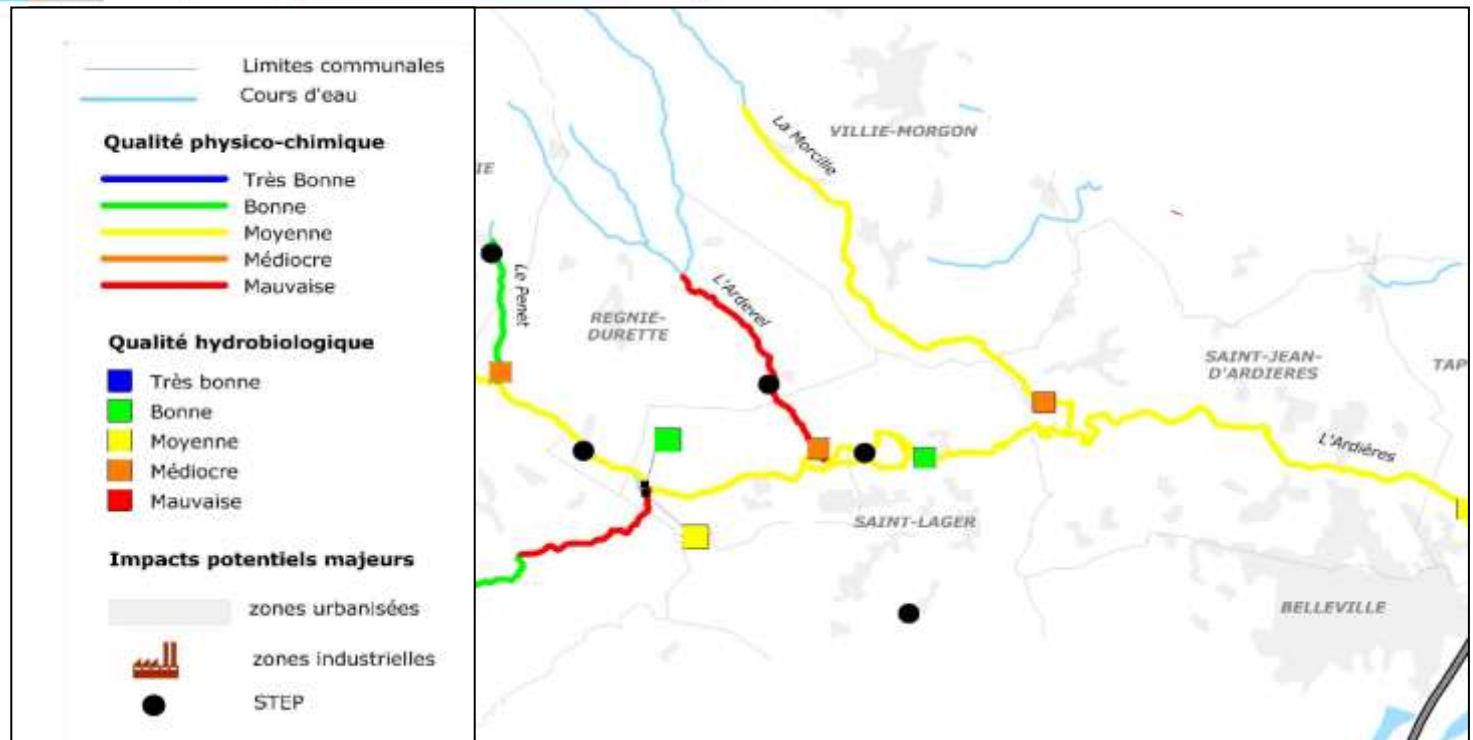 Limites communales
Cours d'eau
Qualité physico-chimique
Très Bonne
Bonne
Moyenne
Médiocre
Mauvaise
Qualité hydrobiologique
Très bonne
Bonne
Moyenne
Médiocre
Mauvaise
Impacts potentiels majeurs
zones urbanisées
zones industrielles
STEP
La Morcille
VILLIE-MORGON
IE
Le Penet
L'Ardevel
REGNIE-
DURETTE
SAINT-JEAN-
D'ARDIERES
TAP
L'Ardières
SAINT-LAGER
BELLEVILLE